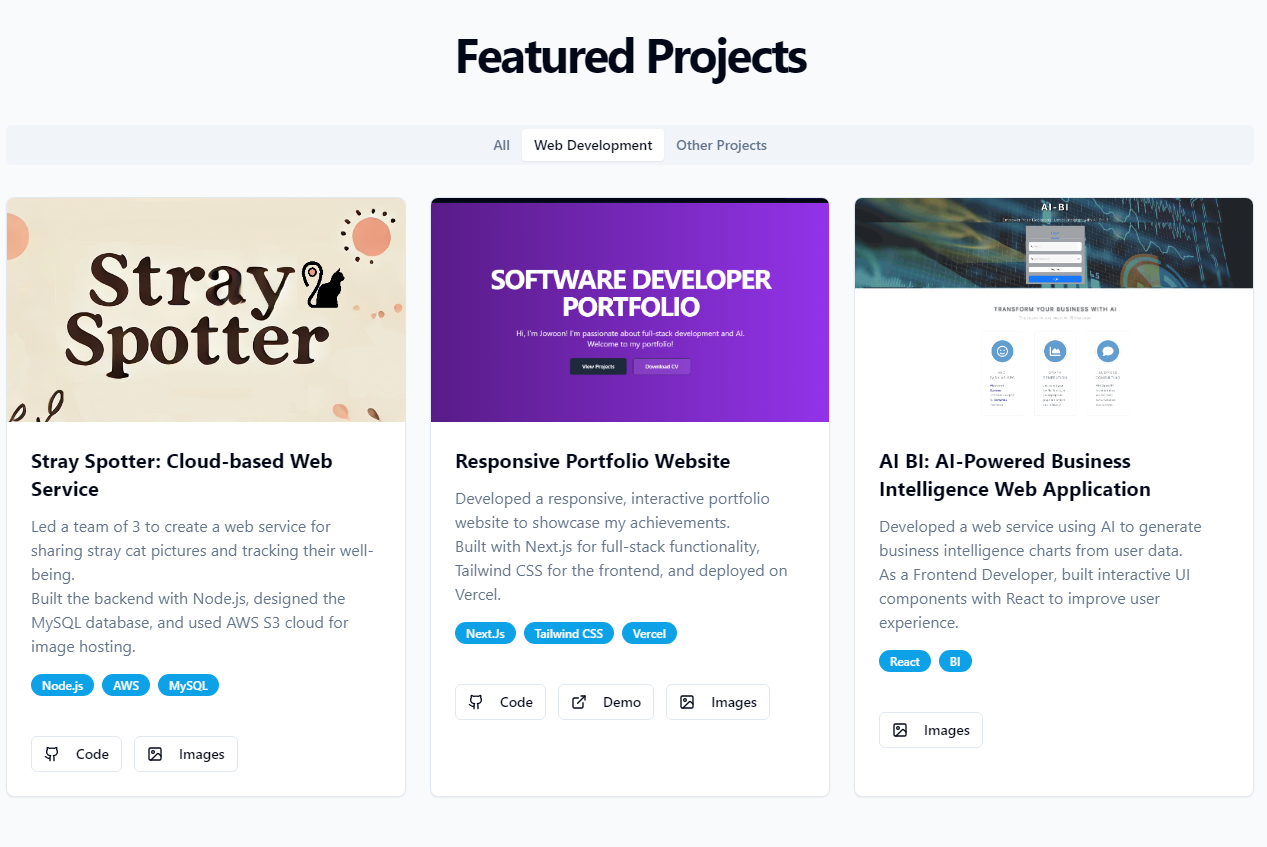 Featured Projects
All
Web Development
Other Projects
Stray
Spotter
SOFTWARE DEVELOPER
PORTFOLIO
Hi, I'm Jowoon! I'm passionate about full-stack development and AI.
Welcome to my portfolio!
View Projects
Download CV
AI-BI
TRANSFORM YOUR BUSINESS WITH AI
Stray Spotter: Cloud-based Web
Service
Led a team of 3 to create a web service for
sharing stray cat pictures and tracking their well-
being.
Built the backend with Node.js, designed the
MySQL database, and used AWS S3 cloud for
image hosting.
Node.js
AWS
MySQL
Code
Images
Responsive Portfolio Website
Developed a responsive, interactive portfolio
website to showcase my achievements.
Built with Next.js for full-stack functionality,
Tailwind CSS for the frontend, and deployed on
Vercel.
Next.Js
Tailwind CSS
Vercel
Code
Demo
Images
AI BI: AI-Powered Business
Intelligence Web Application
Developed a web service using AI to generate
business intelligence charts from user data.
As a Frontend Developer, built interactive UI
components with React to improve user
experience.
React
BI
Images